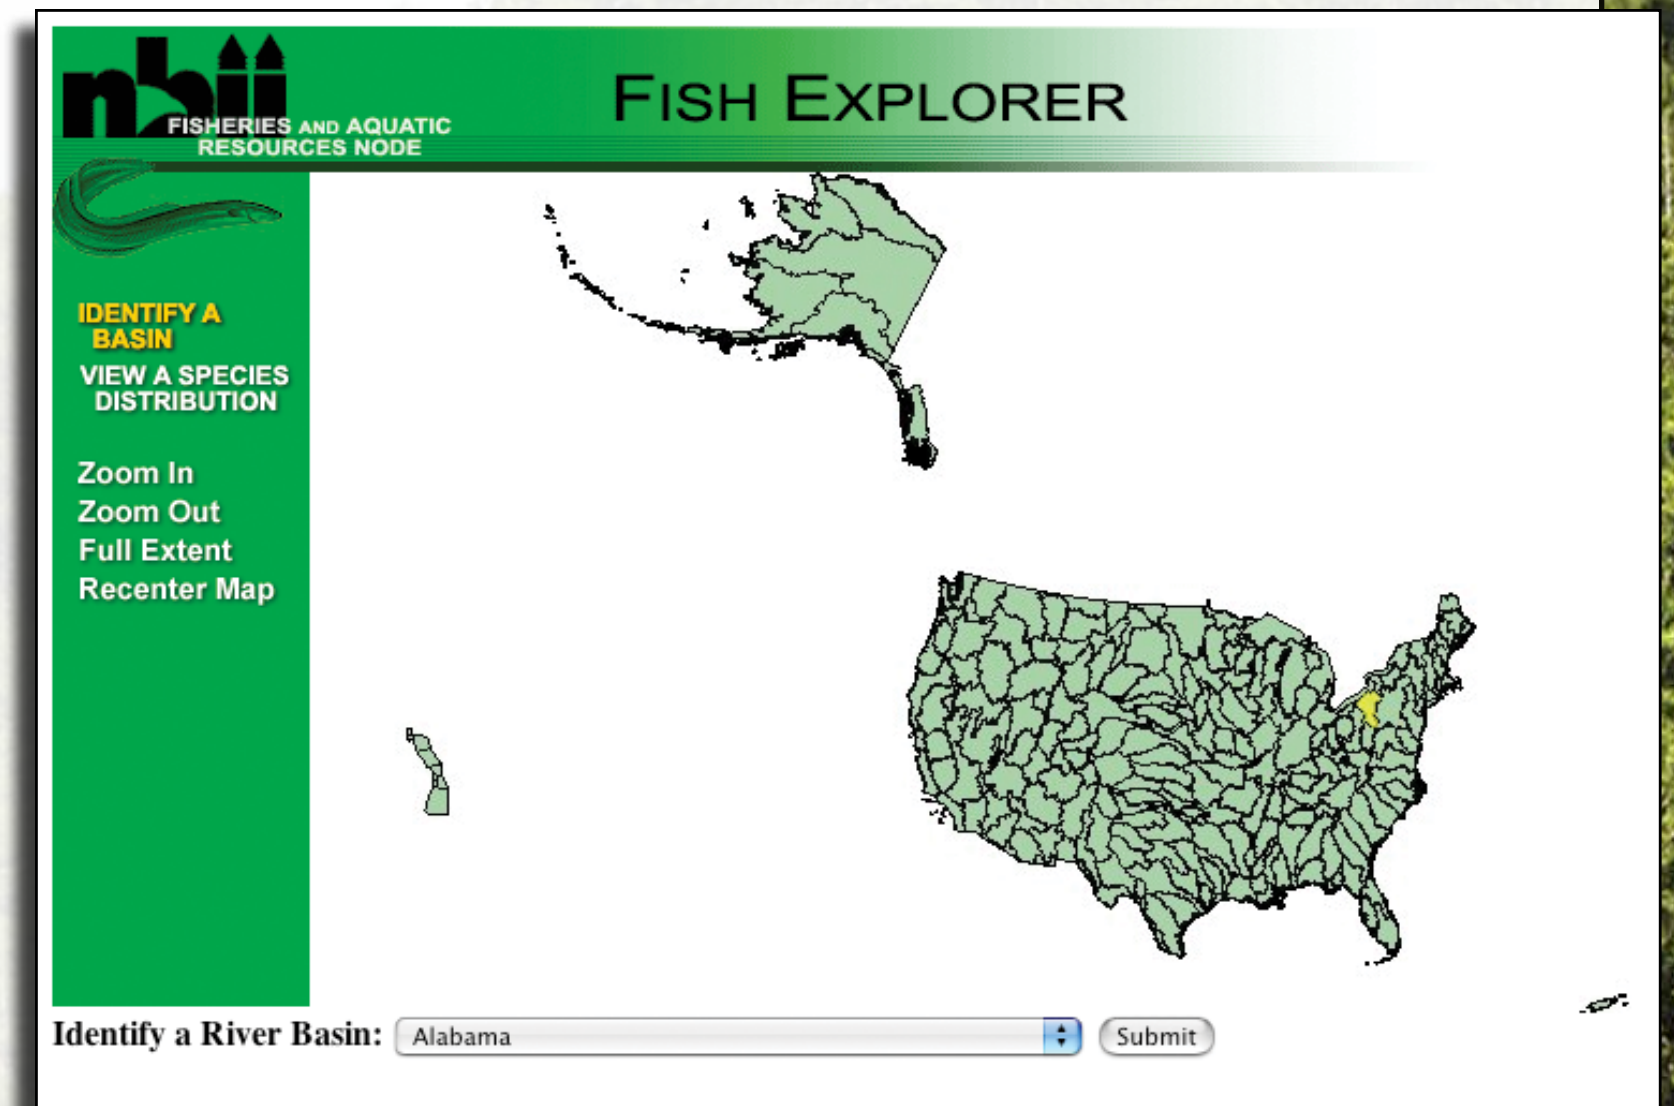 nbii
FISHERIES AND AQUATIC
RESOURCES NODE
FISH EXPLORER
IDENTIFY A
BASIN
VIEW A SPECIES
DISTRIBUTION
Zoom In
Zoom Out
Full Extent
Recenter Map
Identify a River Basin: Alabama Submit